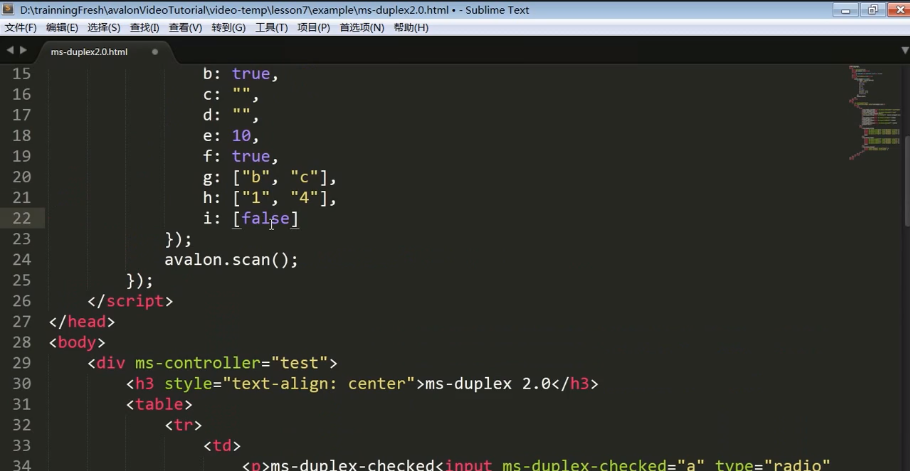 D:\trainningFresh\avalonVideoTutorial\video-temp\lesson7\example\ms-duplex2.0.html • - Sublime Text
文件(F) 编辑(E) 选择(S) 查找(I) 查看(V) 转到(G) 工具(T) 项目(P) 首选项(N) 帮助(H)
ms-duplex2.0.html
15 b: true,
16 c: "",
17 d: "",
18 e: 10,
19 f: true,
20 g: ["b", "c"],
21 h: ["1", "4"],
22 i: [false]
23 });
24 avalon.scan();
25 });
26 </script>
27 </head>
28 <body>
29 <div ms-controller="test">
30 <h3 style="text-align: center">ms-duplex 2.0</h3>
31 <table>
32 <tr>
33 <td>
34 <p>ms-duplex-checked<input ms-duplex-checked="a" type="radio"